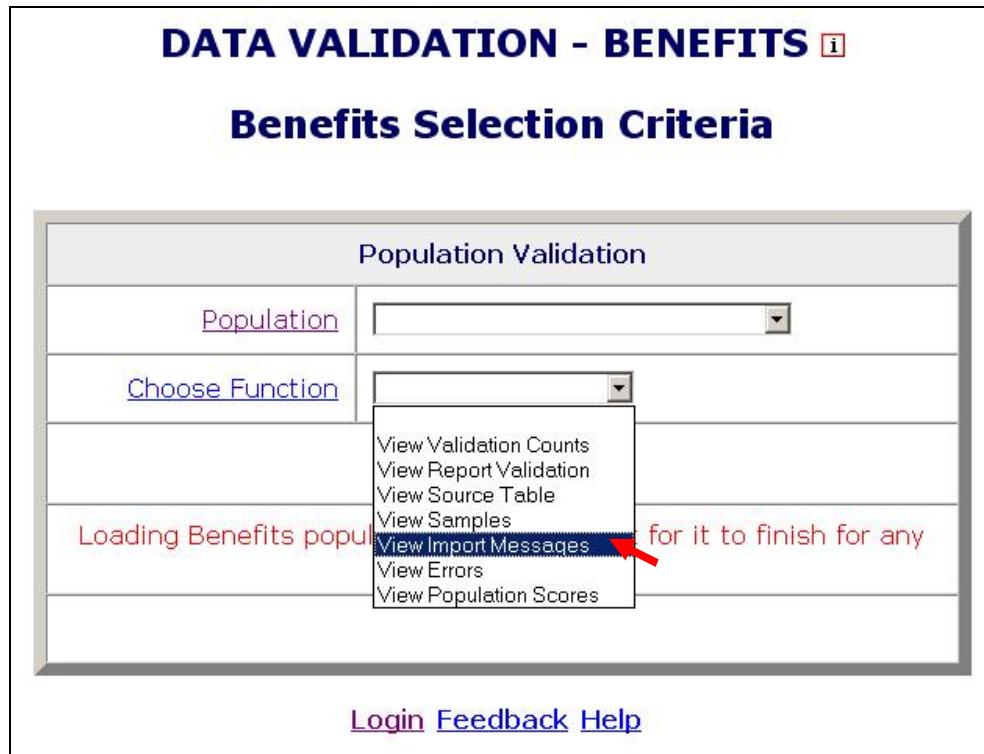 DATA VALIDATION - BENEFITS i
Benefits Selection Criteria
Population Validation
Population
Choose Function
View Validation Counts
View Report Validation
View Source Table
View Samples
View Import Messages
View Errors
View Population Scores
Loading Benefits popul for it to finish for any
Login Feedback Help